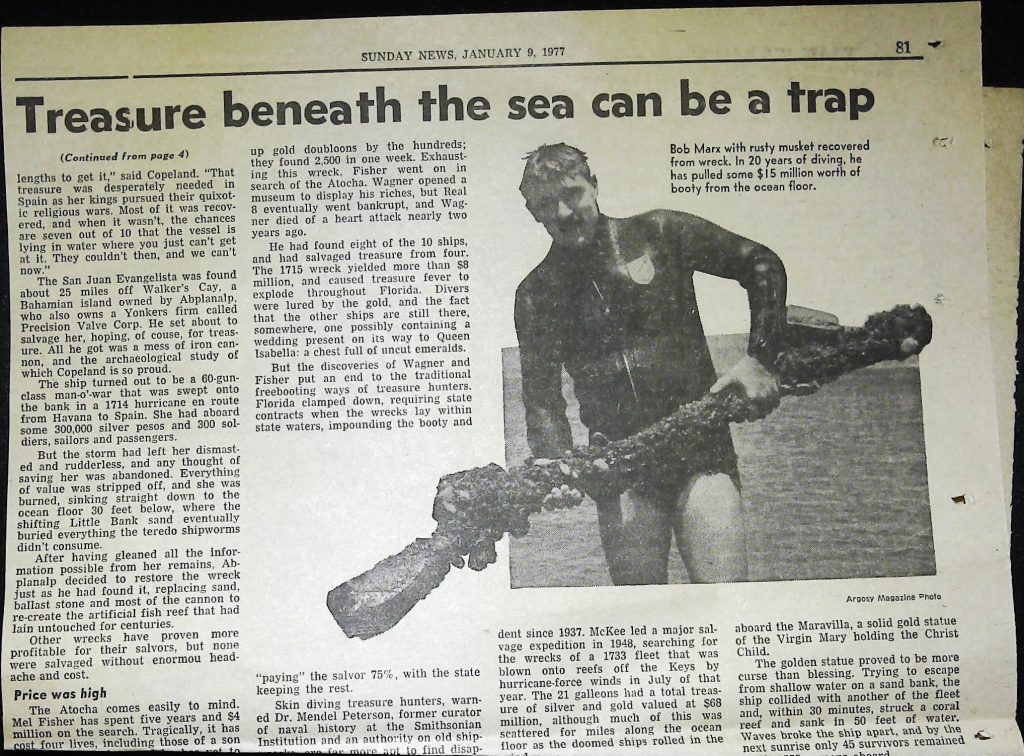 SUNDAY NEWS, JANUARY 9, 1977
81
Treasure beneath the sea can be a trap
(Continued from page 4)
lengths to get it," said Copeland. "That
treasure was desperately needed in
Spain as her kings pursued their quixot-
ic religious wars. Most of it was recov-
ered, and when it wasn't, the chances
are seven out of 10 that the vessel is
lying in water where you just can't get
at it. They couldn't then, and we can't
now."
The San Juan Evangelista was found
about 25 miles off Walker's Cay, a
Bahamian island owned by Abplanalp,
who also owns a Yonkers firm called
Precision Valve Corp. He set about to
salvage her, hoping, of couse, for treas-
ure. All he got was a mess of iron can-
non, and the archaeological study of
which Copeland is so proud.
The ship turned out to be a 60-gun-
class man-o'-war that was swept onto
the bank in a 1714 hurricane en route
from Havana to Spain. She had aboard
some 300,000 silver pesos and 300 sol-
diers, sailors and passengers.
But the storm had left her dismast-
ed and rudderless, and any thought of
saving her was abandoned. Everything
of value was stripped off, and she was
burned, sinking straight down to the
ocean floor 30 feet below, where the
shifting Little Bank sand eventually
buried everything the teredo shipworms
didn't consume.
After having gleaned all the infor-
mation possible from her remains, Ab-
planalp decided to restore the wreck
just as he had found it, replacing sand,
ballast stone and most of the cannon to
re-create the artificial fish reef that had
lain untouched for centuries.
Other wrecks have proven more
profitable for their salvors, but none
were salvaged without enormou head-
ache and cost.
Price was high
The Atocha comes easily to mind.
Mel Fisher has spent five years and $4
million on the search. Tragically, it has
cost four lives, including those of a son
up gold doubloons by the hundreds;
they found 2,500 in one week. Exhaust-
ing this wreck, Fisher went on in
search of the Atocha. Wagner opened a
museum to display his riches, but Real
8 eventually went bankrupt, and Wag-
ner died of a heart attack nearly two
years ago.
He had found eight of the 10 ships,
and had salvaged treasure from four.
The 1715 wreck yielded more than $8
million, and caused treasure fever to
explode throughout Florida. Divers
were lured by the gold, and the fact
that the other ships are still there,
somewhere, one possibly containing a
wedding present on its way to Queen
Isabella: a chest full of uncut emeralds.
But the discoveries of Wagner and
Fisher put an end to the traditional
freebooting ways of treasure hunters.
Florida clamped down, requiring state
contracts when the wrecks lay within
state waters, impounding the booty and
"paying" the salvor 75%, with the state
keeping the rest.
Skin diving treasure hunters, warn-
ed Dr. Mendel Peterson, former curator
of naval history at the Smithsonian
Institution and an authority on old ship-
are far more apt to find disap-
Bob Marx with rusty musket recovered
from wreck. In 20 years of diving, he
has pulled some $15 million worth of
booty from the ocean floor.
Argosy Magazine Photo
dent since 1937. McKee led a major sal-
vage expedition in 1948, searching for
the wrecks of a 1733 fleet that was
blown onto reefs off the Keys by
hurricane-force winds in July of that
year. The 21 galleons had a total treas-
ure of silver and gold valued at $68
million, although much of this was
scattered for miles along the ocean
floor as the doomed ships rolled in the
aboard the Maravilla, a solid gold statue
of the Virgin Mary holding the Christ
Child.
The golden statue proved to be more
curse than blessing. Trying to escape
from shallow water on a sand bank, the
ship collided with another of the fleet
and, within 30 minutes, struck a coral
reef and sank in 50 feet of water.
Waves broke the ship apart, and by the
next sunrise only 45 survivors remained